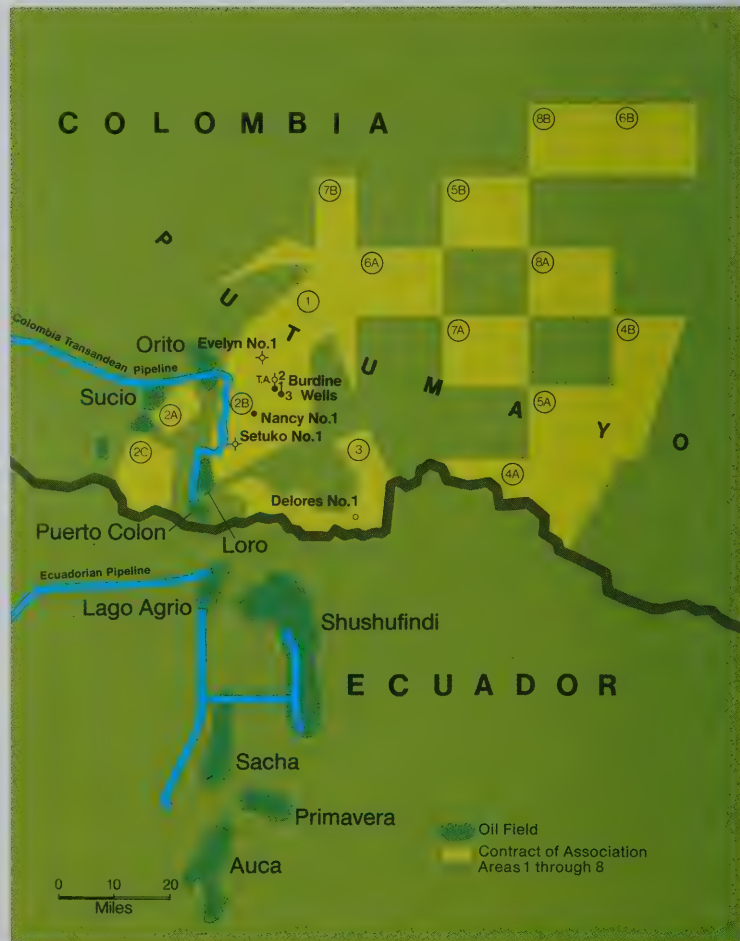 COLOMBIA
8B
6B
7B
5B
PUTUMAYO
6A
8A
1
Colombia Transandean Pipeline
Orito
Evelyn No.1
7A
4B
T.A.
2
1
3
Burdine
Wells
Sucio
2A
2B
Nancy No.1
5A
Setuko No.1
2C
3
4A
Delores No.1
Puerto Colon
Loro
Ecuadorian Pipeline
Lago Agrio
Shushufindi
ECUADOR
Sacha
Primavera
Oil Field
Contract of Association
Areas 1 through 8
Auca
0 10 20
Miles